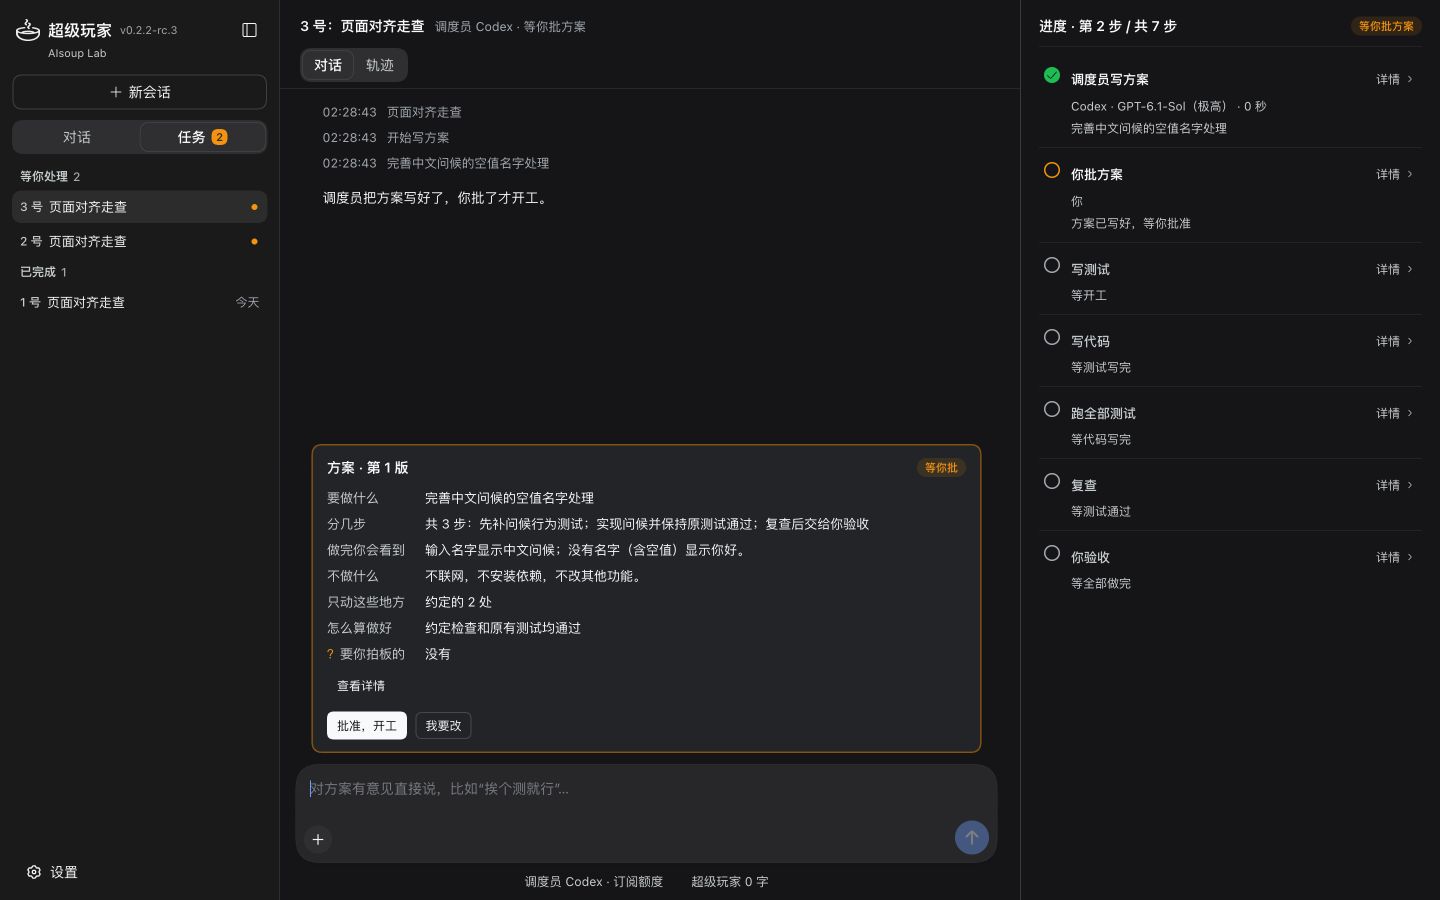 超级玩家 v0.2.2-rc.3
AIsoup Lab
新会话
对话 任务 2
等你处理 2
3 号 页面对齐走查
2 号 页面对齐走查
已完成 1
1 号 页面对齐走查 今天
设置
3 号：页面对齐走查 调度员 Codex · 等你批方案
对话 轨迹
02:28:43 页面对齐走查
02:28:43 开始写方案
02:28:43 完善中文问候的空值名字处理
调度员把方案写好了，你批了才开工。
方案 · 第 1 版 等你批
要做什么 完善中文问候的空值名字处理
分几步 共 3 步：先补问候行为测试；实现问候并保持原测试通过；复查后交给你验收
做完你会看到 输入名字显示中文问候；没有名字（含空值）显示你好。
不做什么 不联网，不安装依赖，不改其他功能。
只动这些地方 约定的 2 处
怎么算做好 约定检查和原有测试均通过
? 要你拍板的 没有
查看详情
批准，开工 我要改
对方案有意见直接说，比如“挨个测就行”…
调度员 Codex · 订阅额度 超级玩家 0 字
进度 · 第 2 步 / 共 7 步 等你批方案
调度员写方案 详情
Codex · GPT-6.1-Sol（极高） · 0 秒
完善中文问候的空值名字处理
你批方案 详情
你
方案已写好，等你批准
写测试 详情
等开工
写代码 详情
等测试写完
跑全部测试 详情
等代码写完
复查 详情
等测试通过
你验收 详情
等全部做完